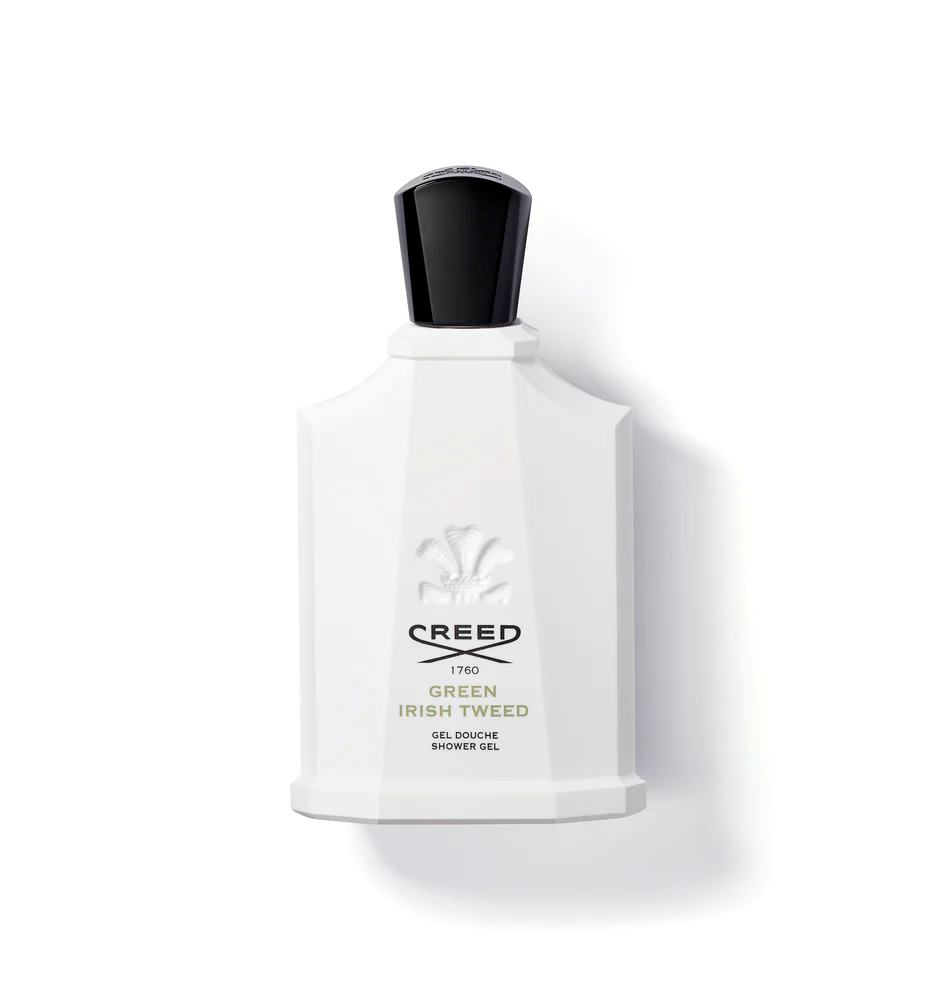 CREED
1760
GREEN
IRISH TWEED
GEL DOUCHE
SHOWER GEL